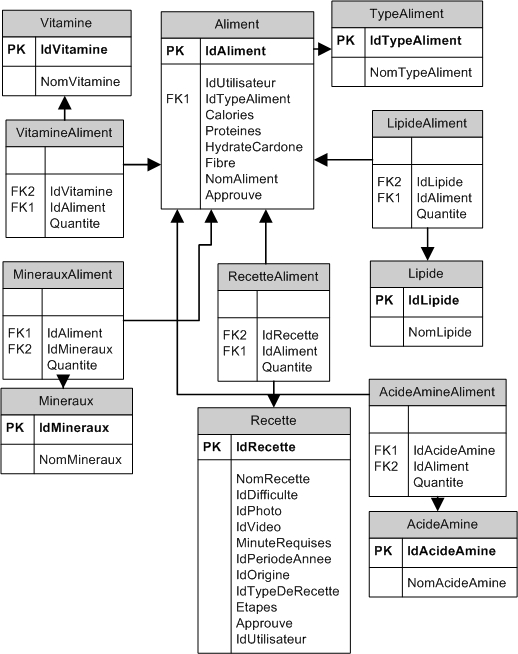 Vitamine
PK IdVitamine
NomVitamine
Aliment
PK IdAliment
IdUtilisateur
FK1 IdTypeAliment
Calories
Proteines
HydrateCardone
Fibre
NomAliment
Approuve
TypeAliment
PK IdTypeAliment
NomTypeAliment
VitamineAliment
FK2 IdVitamine
FK1 IdAliment
Quantite
LipideAliment
FK2 IdLipide
FK1 IdAliment
Quantite
MinerauxAliment
FK1 IdAliment
FK2 IdMineraux
Quantite
RecetteAliment
FK2 IdRecette
FK1 IdAliment
Quantite
Lipide
PK IdLipide
NomLipide
Mineraux
PK IdMineraux
NomMineraux
Recette
PK IdRecette
NomRecette
IdDifficulte
IdPhoto
IdVideo
MinuteRequises
IdPeriodeAnnee
IdOrigine
IdTypeDeRecette
Etapes
Approuve
IdUtilisateur
AcideAmineAliment
FK1 IdAcideAmine
FK2 IdAliment
Quantite
AcideAmine
PK IdAcideAmine
NomAcideAmine